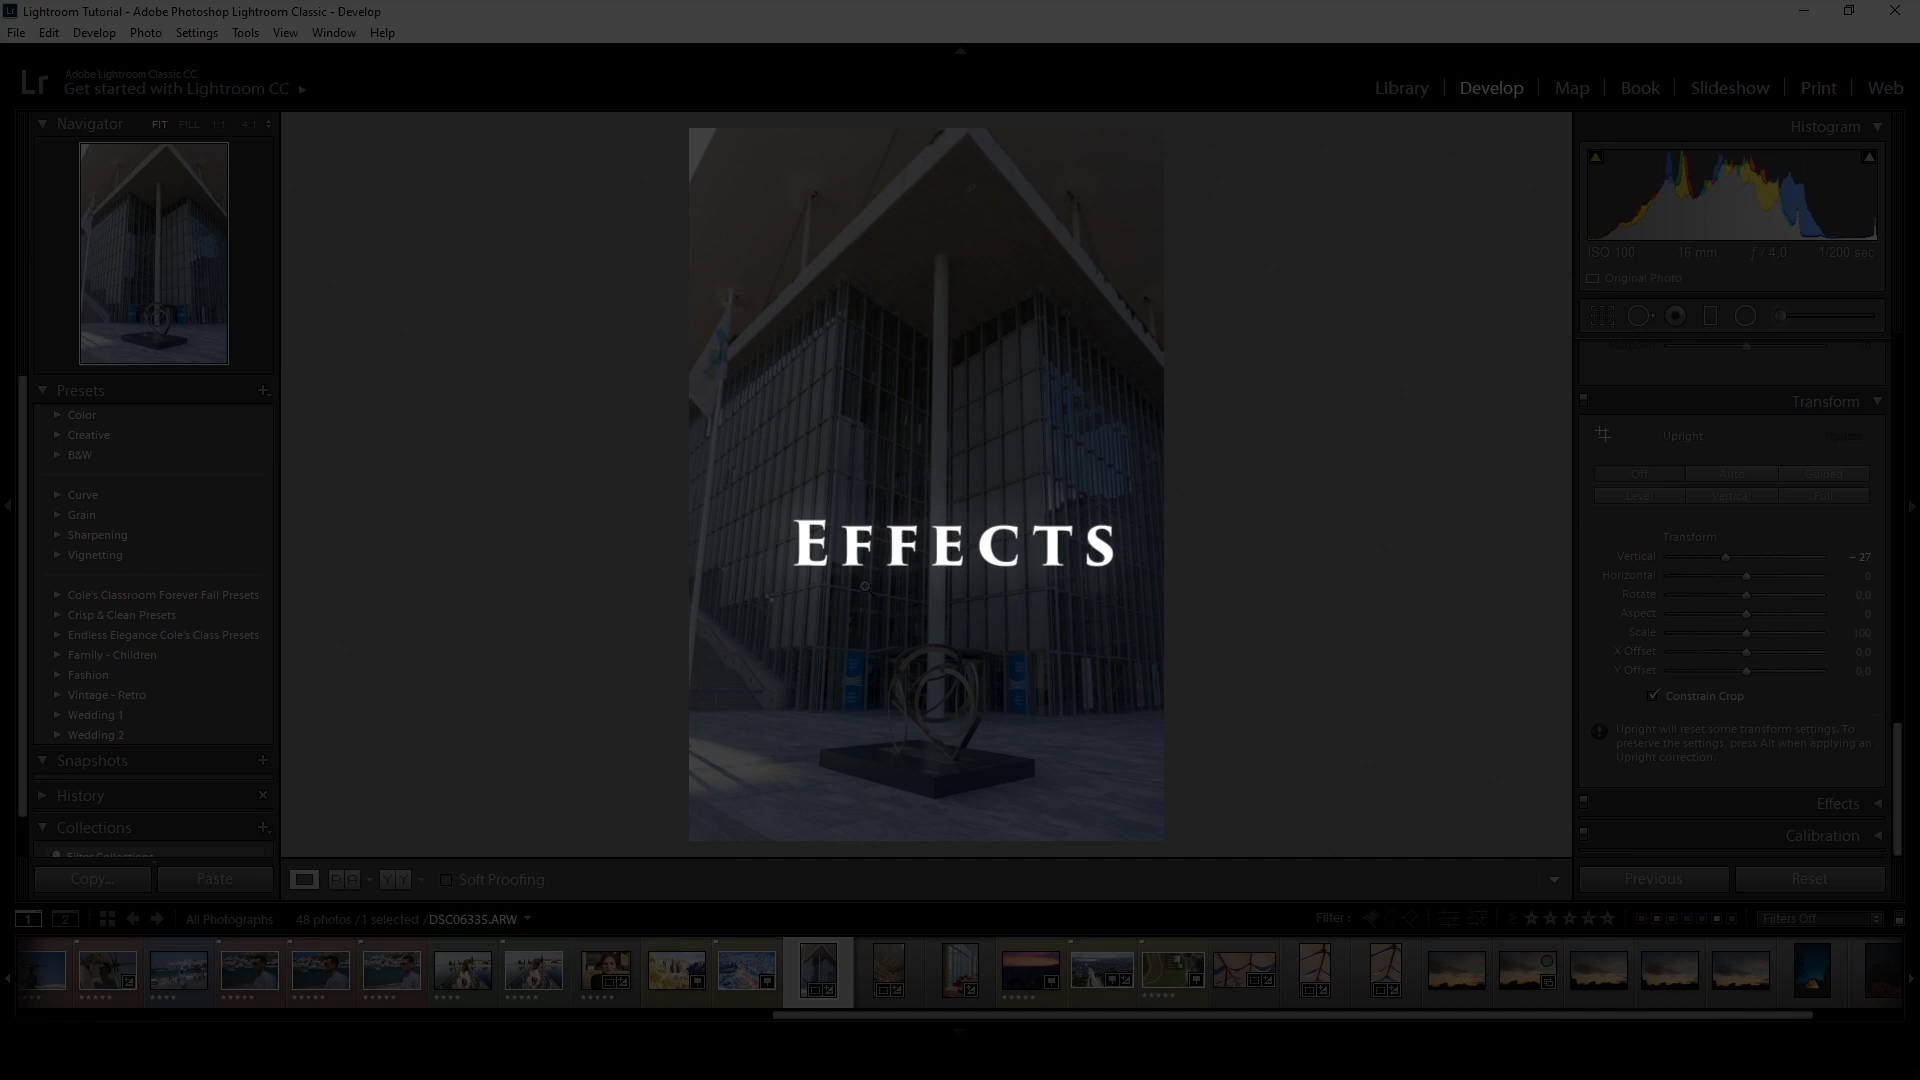 Lightroom Tutorial - Adobe Photoshop Lightroom Classic - Develop
File Edit Develop Photo Settings Tools View Window Help
Lr
Adobe Lightroom Classic CC
Get started with Lightroom CC
Library Develop Map Book Slideshow Print Web
Navigator FIT FILL 1:1 4:1
Histogram
ISO 100 16 mm ƒ / 4,0 1/200 sec
Original Photo
Presets
Color
Creative
B&W
Curve
Grain
Sharpening
Vignetting
Cole's Classroom Forever Fall Presets
Crisp & Clean Presets
Endless Elegance Cole's Class Presets
Family - Children
Fashion
Vintage - Retro
Wedding 1
Wedding 2
Snapshots
History
Collections
Filter Collections
Copy... Paste
EFFECTS
Transform
Upright
Off Auto Guided
Level Vertical Full
Transform
Vertical – 27
Horizontal 0
Rotate 0,0
Aspect 0
Scale 100
X Offset 0,0
Y Offset 0,0
Constrain Crop
Upright will reset some transform settings. To
preserve the settings, press Alt when applying an
Upright correction.
Effects
Calibration
Previous Reset
Soft Proofing
1 2 All Photographs 48 photos / 1 selected / DSC06335.ARW
Filter : Filters Off